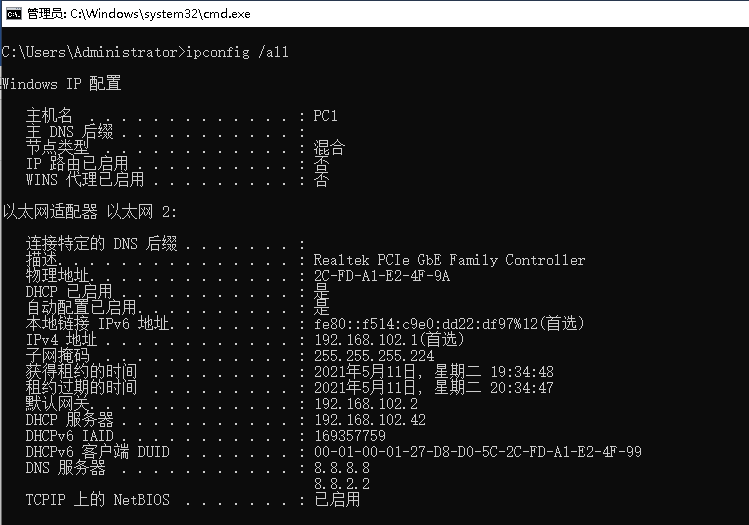 管理员: C:\Windows\system32\cmd.exe
C:\Users\Administrator>ipconfig /all
Windows IP 配置
主机名 . . . . . . . . . . . . . : PC1
主 DNS 后缀 . . . . . . . . . . . :
节点类型 . . . . . . . . . . . . : 混合
IP 路由已启用 . . . . . . . . . . : 否
WINS 代理已启用 . . . . . . . . . : 否
以太网适配器 以太网 2:
连接特定的 DNS 后缀 . . . . . . . :
描述. . . . . . . . . . . . . . . : Realtek PCIe GbE Family Controller
物理地址. . . . . . . . . . . . . : 2C-FD-A1-E2-4F-9A
DHCP 已启用 . . . . . . . . . . . : 是
自动配置已启用. . . . . . . . . . : 是
本地链接 IPv6 地址. . . . . . . . : fe80::f514:c9e0:dd22:df97%12(首选)
IPv4 地址 . . . . . . . . . . . . : 192.168.102.1(首选)
子网掩码 . . . . . . . . . . . . : 255.255.255.224
获得租约的时间 . . . . . . . . . : 2021年5月11日, 星期二 19:34:48
租约过期的时间 . . . . . . . . . : 2021年5月11日, 星期二 20:34:47
默认网关. . . . . . . . . . . . . : 192.168.102.2
DHCP 服务器 . . . . . . . . . . . : 192.168.102.42
DHCPv6 IAID . . . . . . . . . . . : 169357759
DHCPv6 客户端 DUID . . . . . . . : 00-01-00-01-27-D8-D0-5C-2C-FD-A1-E2-4F-99
DNS 服务器 . . . . . . . . . . . : 8.8.8.8
8.8.2.2
TCPIP 上的 NetBIOS . . . . . . . : 已启用